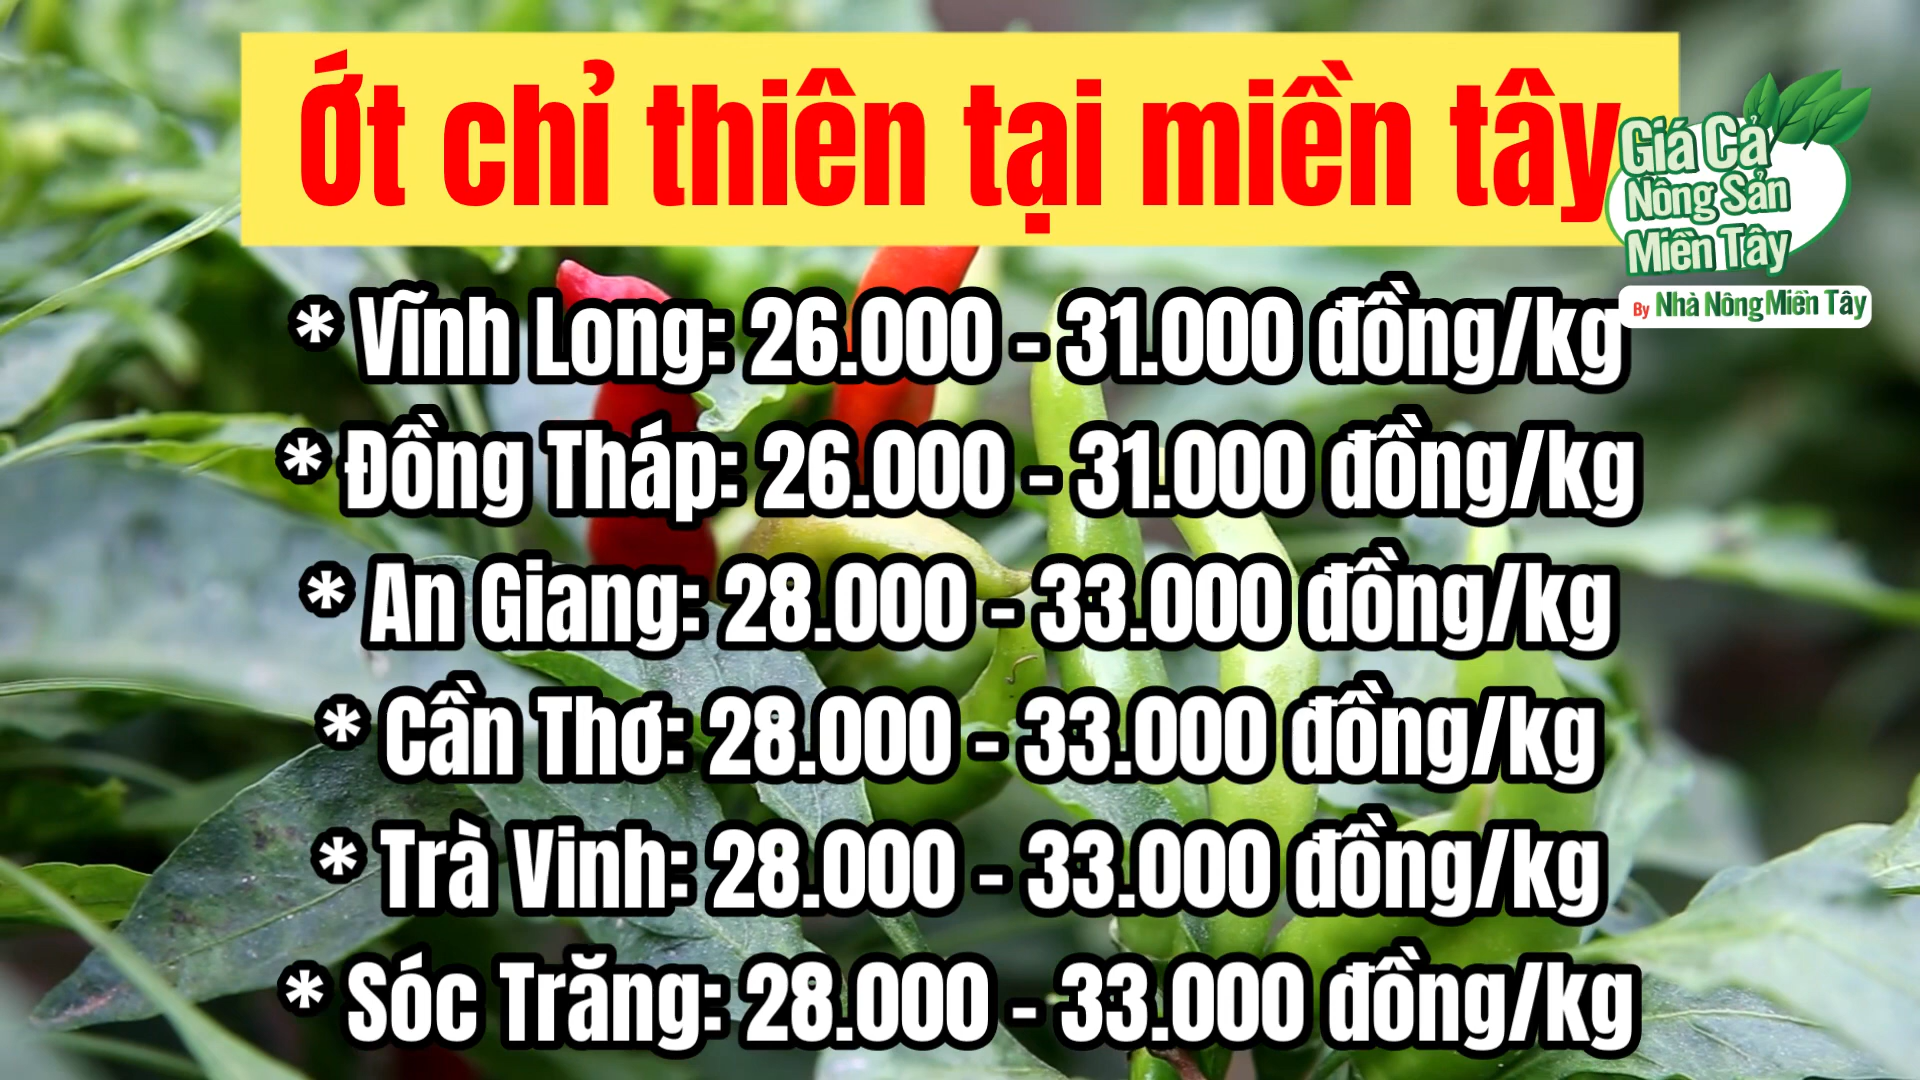 Ớt chỉ thiên tại miền tây
Giá Cả
Nông Sản
Miền Tây
By Nhà Nông Miền Tây
* Vĩnh Long: 26.000 - 31.000 đồng/kg
* Đồng Tháp: 26.000 - 31.000 đồng/kg
* An Giang: 28.000 - 33.000 đồng/kg
* Cần Thơ: 28.000 - 33.000 đồng/kg
* Trà Vinh: 28.000 - 33.000 đồng/kg
* Sóc Trăng: 28.000 - 33.000 đồng/kg